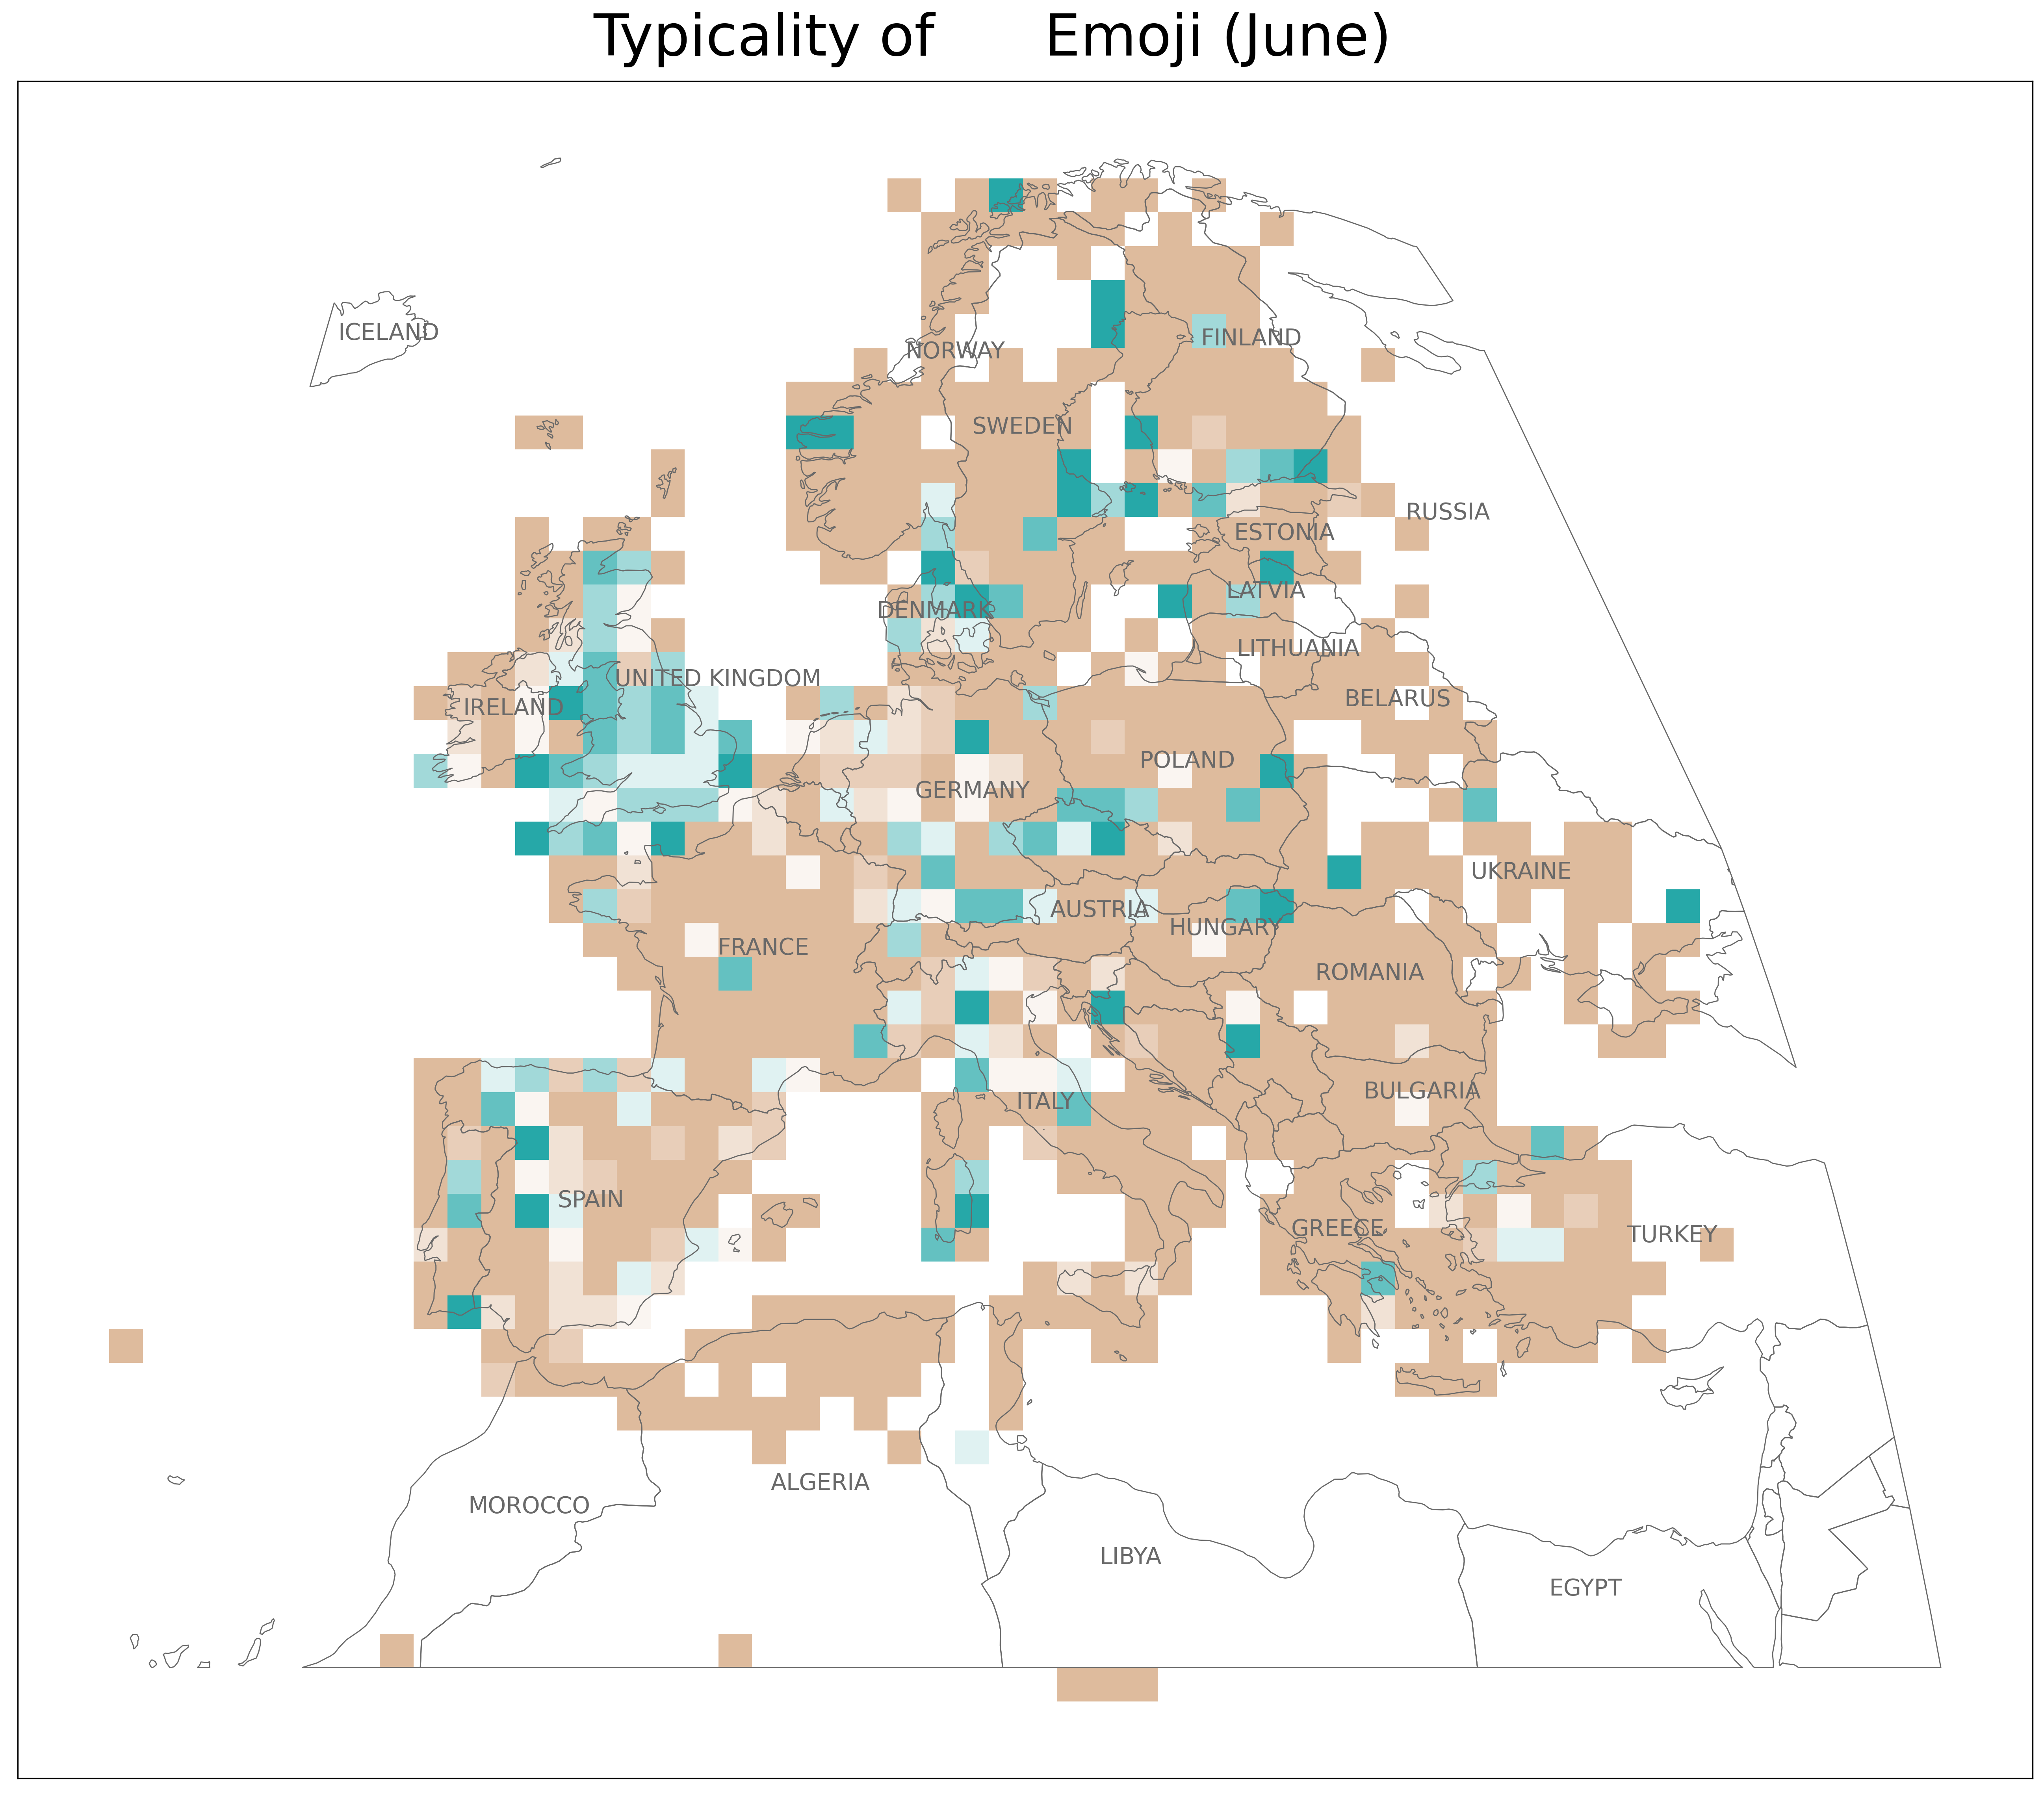 Typicality of Emoji (June)
ICELAND
FINLAND
NORWAY
SWEDEN
RUSSIA
ESTONIA
LATVIA
DENMARK
LITHUANIA
UNITED KINGDOM
BELARUS
IRELAND
POLAND
GERMANY
UKRAINE
AUSTRIA
HUNGARY
FRANCE
ROMANIA
BULGARIA
ITALY
SPAIN
GREECE
TURKEY
ALGERIA
MOROCCO
LIBYA
EGYPT